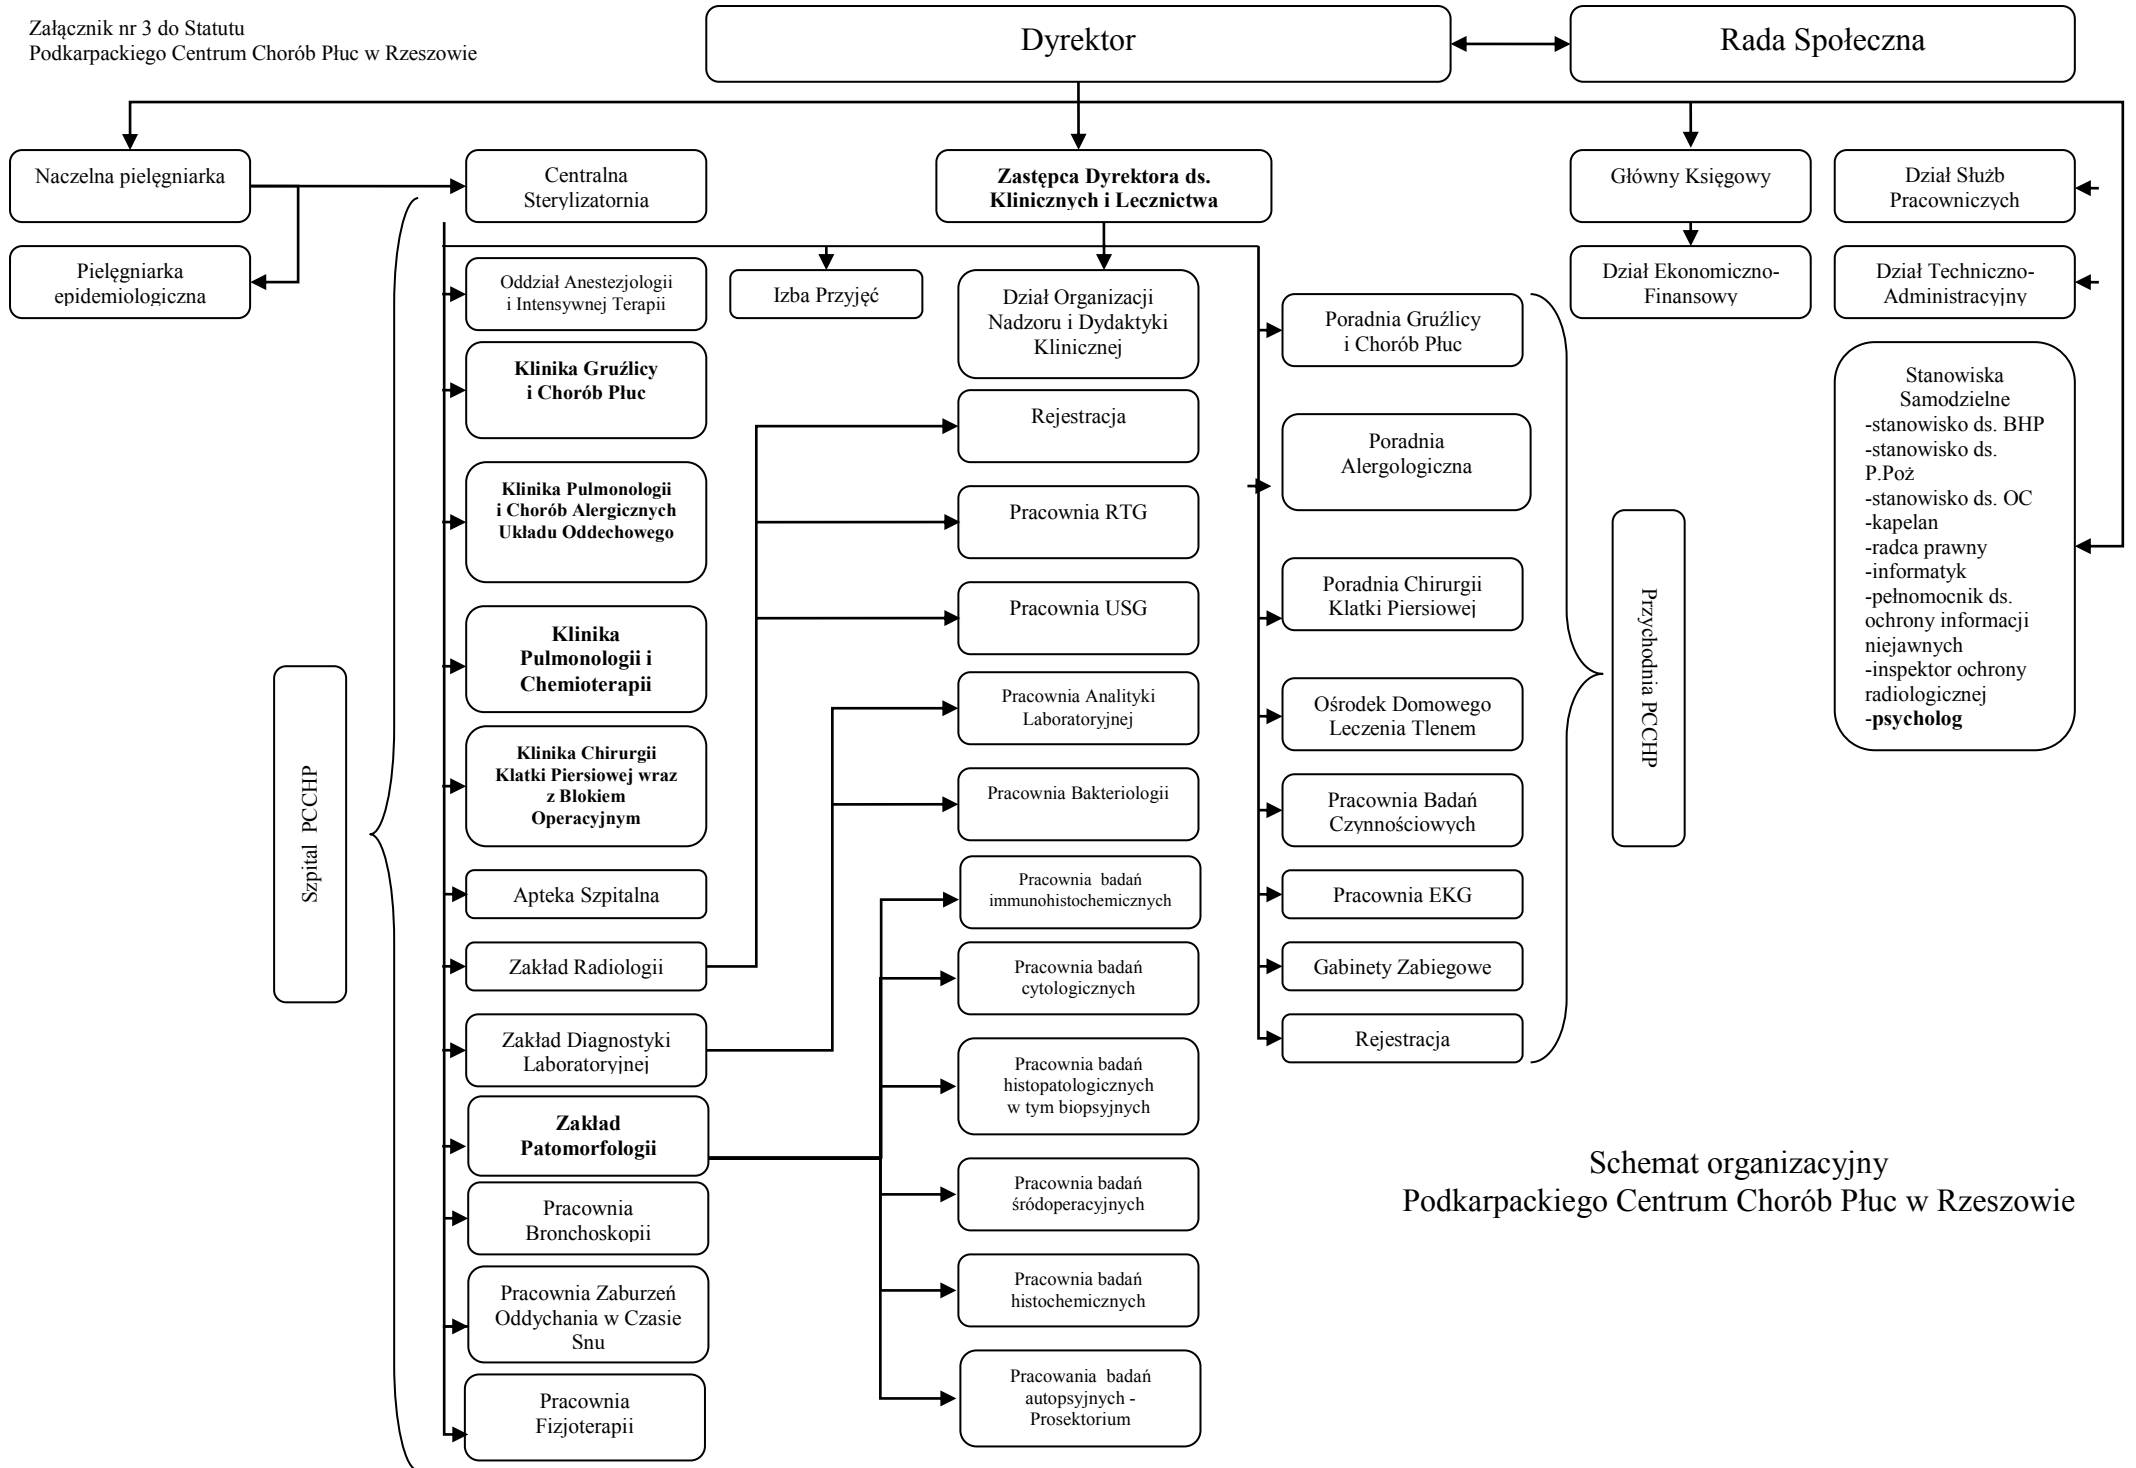 Załącznik nr 3 do Statutu
Podkarpackiego Centrum Chorób Płuc w Rzeszowie
Dyrektor
Rada Społeczna
Naczelna pielęgniarka
Centralna
Sterylizatornia
Zastępca Dyrektora ds.
Klinicznych i Lecznictwa
Główny Księgowy
Dział Służb
Pracowniczych
Pielęgniarka
epidemiologiczna
Oddział Anestezjologii
i Intensywnej Terapii
Izba Przyjęć
Dział Organizacji
Nadzoru i Dydaktyki
Klinicznej
Dział Ekonomiczno-
Finansowy
Dział Techniczno-
Administracyjny
Klinika Gruźlicy
i Chorób Płuc
Klinika Pulmonologii
i Chorób Alergicznych
Układu Oddechowego
Klinika
Pulmonologii i
Chemioterapii
Klinika Chirurgii
Klatki Piersiowej wraz
z Blokiem
Operacyjnym
Apteka Szpitalna
Zakład Radiologii
Zakład Diagnostyki
Laboratoryjnej
Zakład
Patomorfologii
Pracownia
Bronchoskopii
Pracownia Zaburzeń
Oddychania w Czasie
Snu
Pracownia
Fizjoterapii
Szpital PCCHP
Rejestracja
Pracownia RTG
Pracownia USG
Pracownia Analityki
Laboratoryjnej
Pracownia Bakteriologii
Pracownia badań
immunohistochemicznych
Pracownia badań
cytologicznych
Pracownia badań
histopatologicznych
w tym biopsyjnych
Pracownia badań
śródoperacyjnych
Pracownia badań
histochemicznych
Pracowania badań
autopsyjnych -
Prosektorium
Poradnia Gruźlicy
i Chorób Płuc
Poradnia
Alergologiczna
Poradnia Chirurgii
Klatki Piersiowej
Ośrodek Domowego
Leczenia Tlenem
Pracownia Badań
Czynnościowych
Pracownia EKG
Gabinety Zabiegowe
Rejestracja
Przychodnia PCCHP
Stanowiska
Samodzielne
-stanowisko ds. BHP
-stanowisko ds.
P.Poż
-stanowisko ds. OC
-kapelan
-radca prawny
-informatyk
-pełnomocnik ds.
ochrony informacji
niejawnych
-inspektor ochrony
radiologicznej
-psycholog
Schemat organizacyjny
Podkarpackiego Centrum Chorób Płuc w Rzeszowie